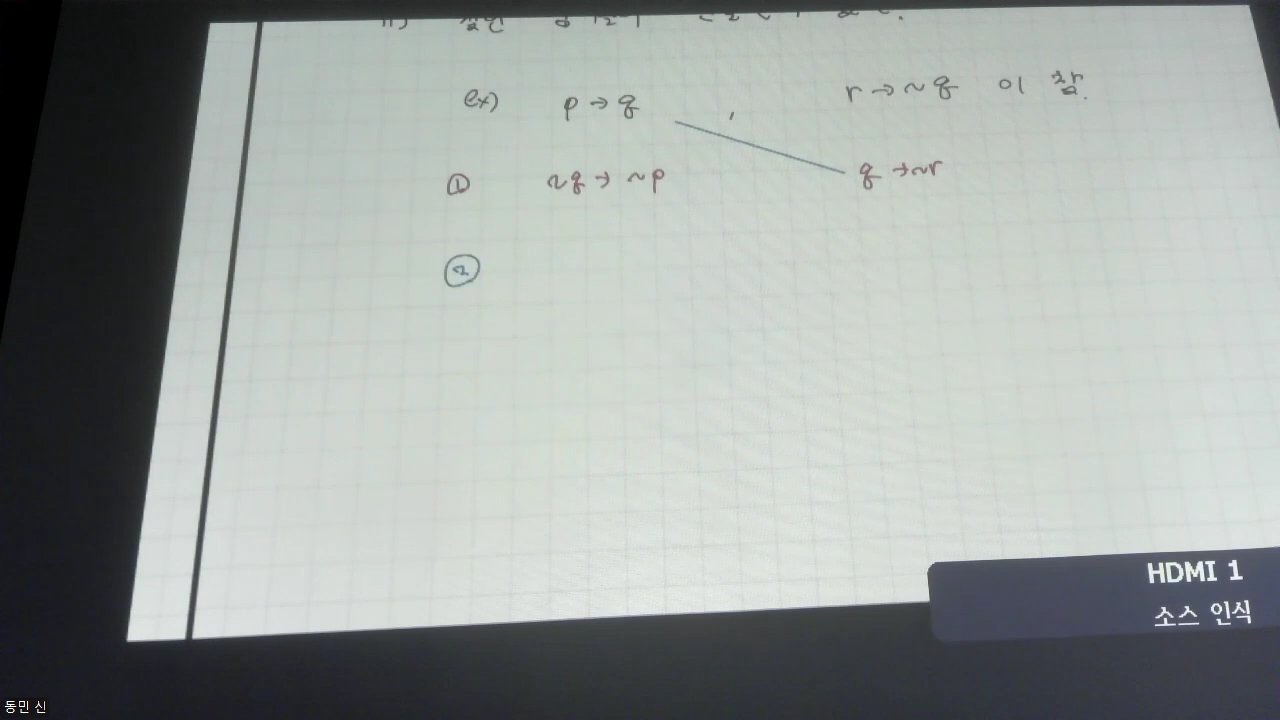 ex) p → q , r → ~q 이 참.
① ~q → ~p q → ~r
②
HDMI 1
소스 인식
동민 신